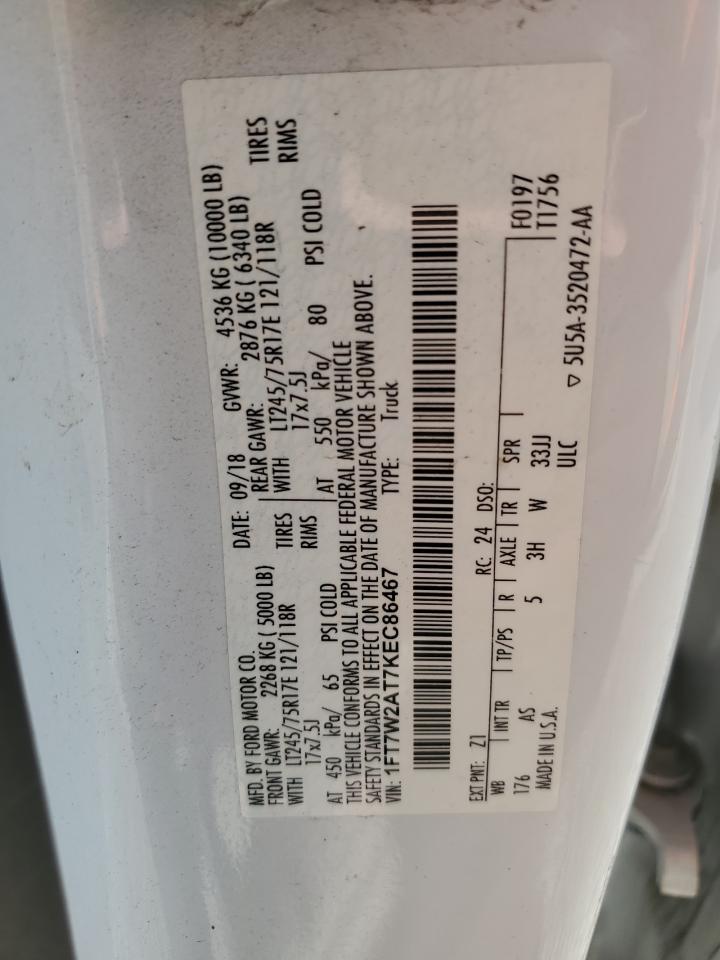 MFD. BY FORD MOTOR CO.
DATE: 09/18 GVWR: 4536 KG (10000 LB)
FRONT GAWR: 2268 KG ( 5000 LB) REAR GAWR: 2876 KG ( 6340 LB)
WITH LT245/75R17E 121/118R TIRES WITH LT245/75R17E 121/118R TIRES
17x7.5J RIMS 17x7.5J RIMS
AT 450 kPa/ 65 PSI COLD AT 550 kPa/ 80 PSI COLD
THIS VEHICLE CONFORMS TO ALL APPLICABLE FEDERAL MOTOR VEHICLE
SAFETY STANDARDS IN EFFECT ON THE DATE OF MANUFACTURE SHOWN ABOVE.
VIN: 1FT7W2AT7KEC86467 TYPE: Truck
EXT PNT: Z1 RC: 24 DSO:
WB INT TR TP/PS R AXLE TR SPR F0197
176 AS 5 3H W 33JJ T1756
MADE IN U.S.A. ULC ▽ 5U5A-3520472-AA